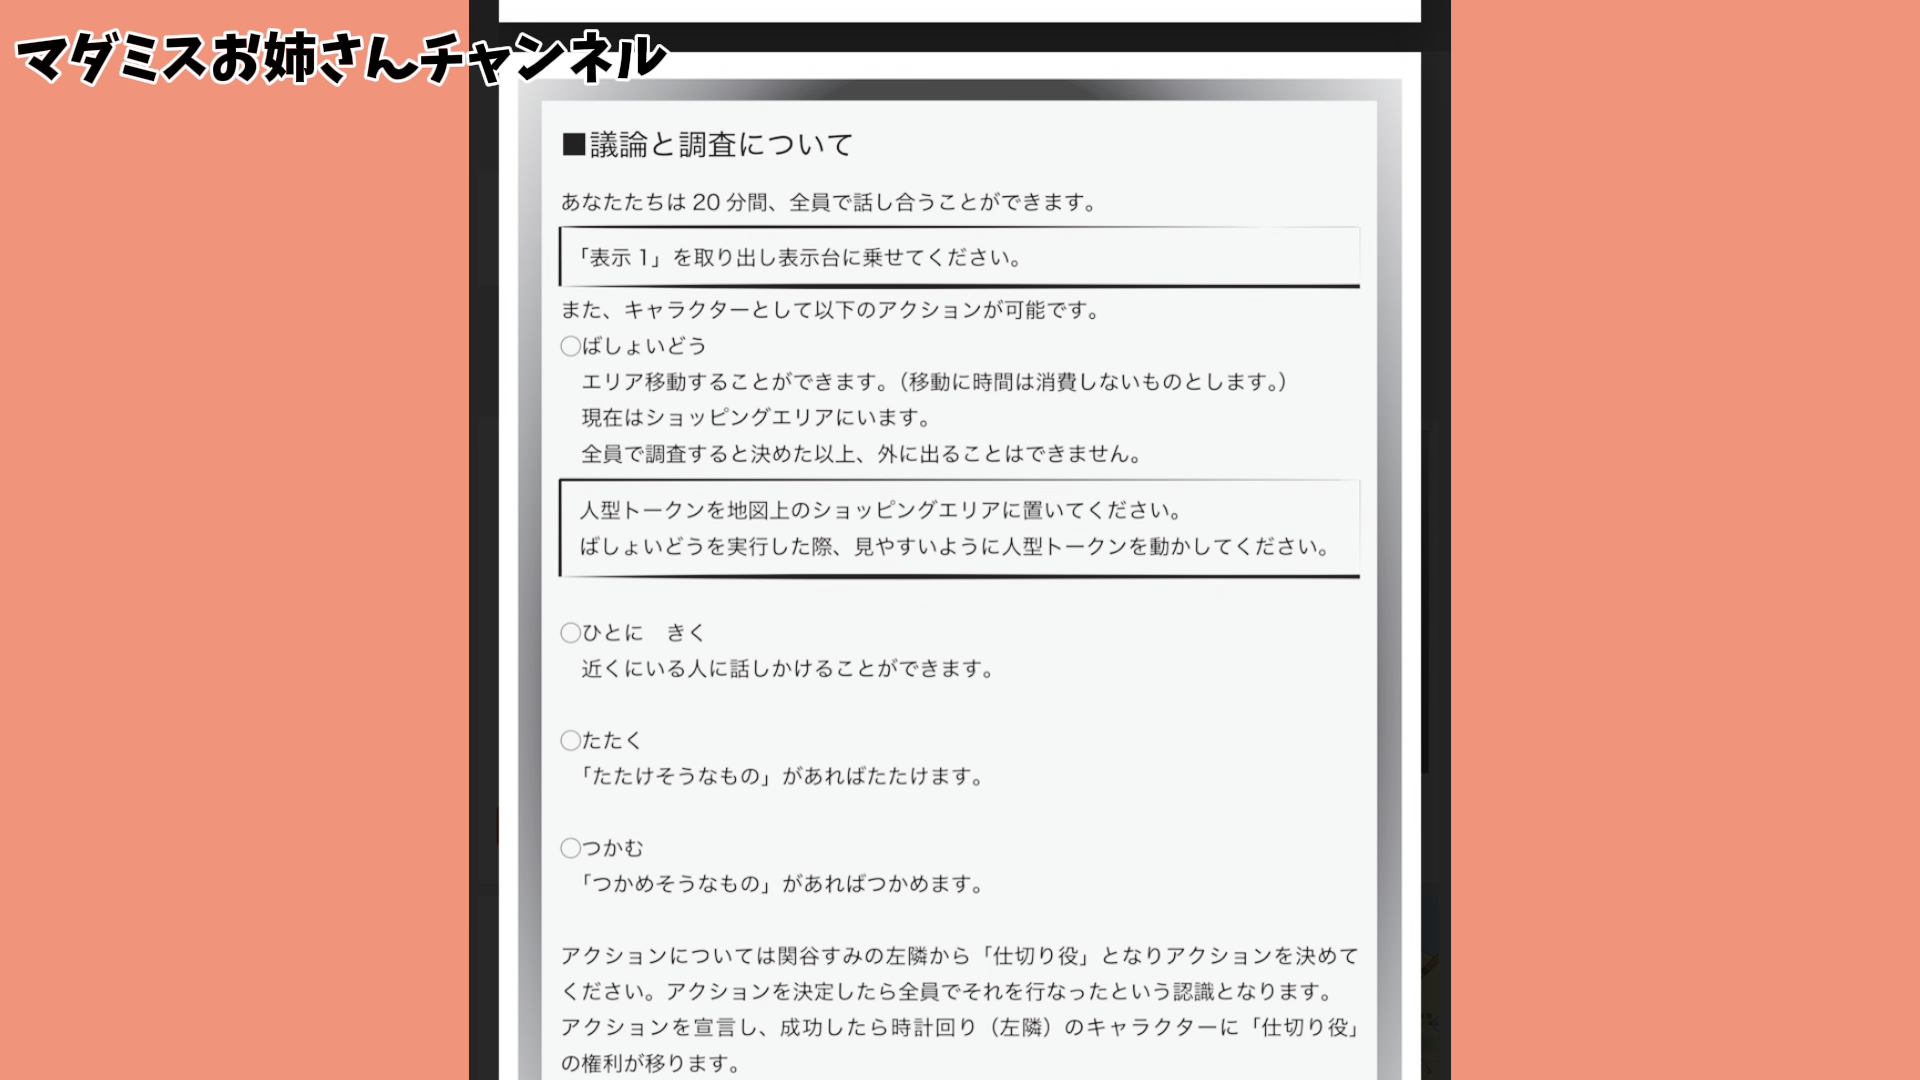 マダミスお姉さんチャンネル
■議論と調査について
あなたたちは 20 分間、全員で話し合うことができます。
「表示 1」を取り出し表示台に乗せてください。
また、キャラクターとして以下のアクションが可能です。
○ばしょいどう
エリア移動することができます。（移動に時間は消費しないものとします。）
現在はショッピングエリアにいます。
全員で調査すると決めた以上、外に出ることはできません。
人型トークンを地図上のショッピングエリアに置いてください。
ばしょいどうを実行した際、見やすいように人型トークンを動かしてください。
○ひとに　きく
近くにいる人に話しかけることができます。
○たたく
「たたけそうなもの」があればたたけます。
○つかむ
「つかめそうなもの」があればつかめます。
アクションについては関谷すみの左隣から「仕切り役」となりアクションを決めて
ください。アクションを決定したら全員でそれを行なったという認識となります。
アクションを宣言し、成功したら時計回り（左隣）のキャラクターに「仕切り役」
の権利が移ります。